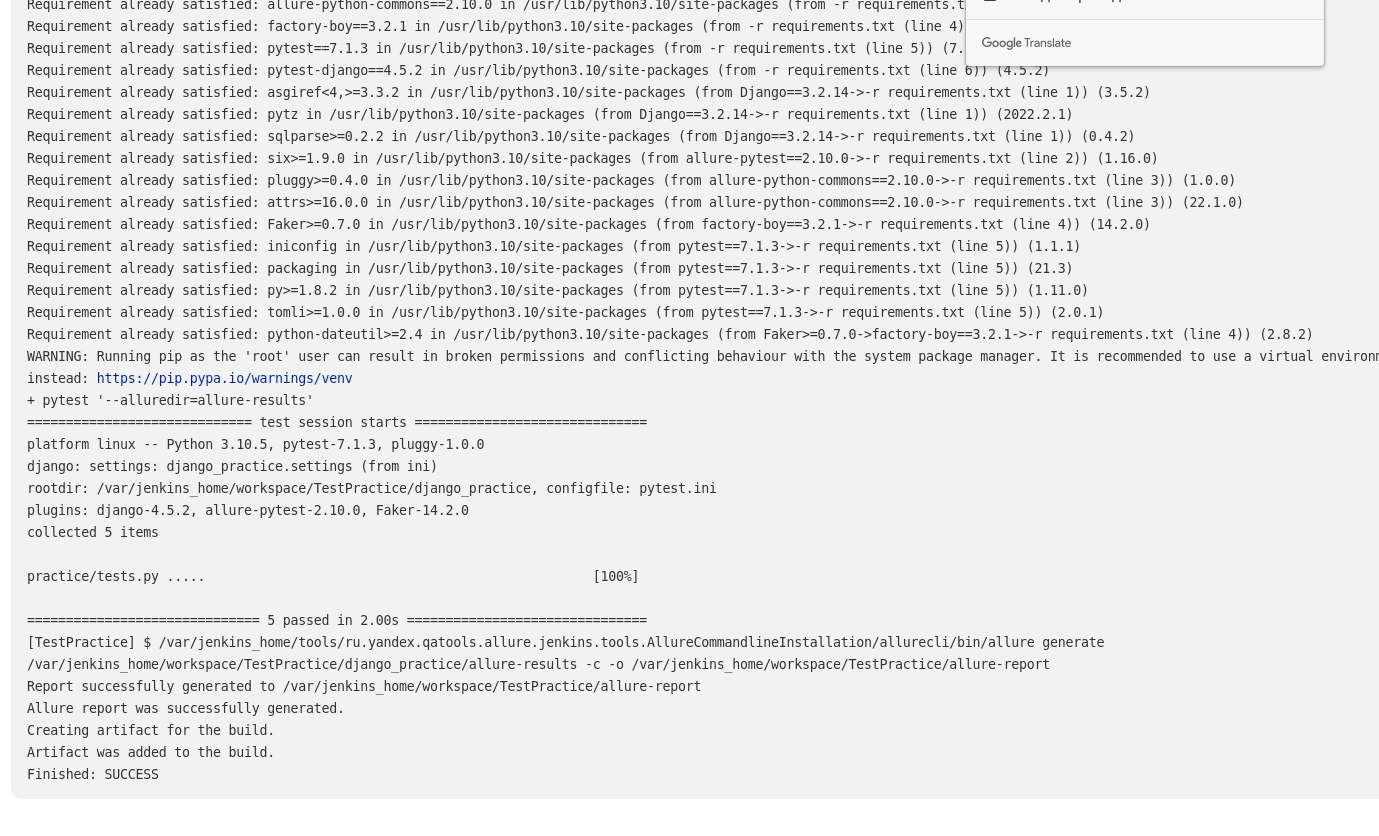 Requirement already satisfied: allure-python-commons==2.10.0 in /usr/lib/python3.10/site-packages (from -r requirements.t
Requirement already satisfied: factory-boy==3.2.1 in /usr/lib/python3.10/site-packages (from -r requirements.txt (line 4)
Requirement already satisfied: pytest==7.1.3 in /usr/lib/python3.10/site-packages (from -r requirements.txt (line 5)) (7.
Google Translate
Requirement already satisfied: pytest-django==4.5.2 in /usr/lib/python3.10/site-packages (from -r requirements.txt (line 6)) (4.5.2)
Requirement already satisfied: asgiref<4,>=3.3.2 in /usr/lib/python3.10/site-packages (from Django==3.2.14->-r requirements.txt (line 1)) (3.5.2)
Requirement already satisfied: pytz in /usr/lib/python3.10/site-packages (from Django==3.2.14->-r requirements.txt (line 1)) (2022.2.1)
Requirement already satisfied: sqlparse>=0.2.2 in /usr/lib/python3.10/site-packages (from Django==3.2.14->-r requirements.txt (line 1)) (0.4.2)
Requirement already satisfied: six>=1.9.0 in /usr/lib/python3.10/site-packages (from allure-pytest==2.10.0->-r requirements.txt (line 2)) (1.16.0)
Requirement already satisfied: pluggy>=0.4.0 in /usr/lib/python3.10/site-packages (from allure-python-commons==2.10.0->-r requirements.txt (line 3)) (1.0.0)
Requirement already satisfied: attrs>=16.0.0 in /usr/lib/python3.10/site-packages (from allure-python-commons==2.10.0->-r requirements.txt (line 3)) (22.1.0)
Requirement already satisfied: Faker>=0.7.0 in /usr/lib/python3.10/site-packages (from factory-boy==3.2.1->-r requirements.txt (line 4)) (14.2.0)
Requirement already satisfied: iniconfig in /usr/lib/python3.10/site-packages (from pytest==7.1.3->-r requirements.txt (line 5)) (1.1.1)
Requirement already satisfied: packaging in /usr/lib/python3.10/site-packages (from pytest==7.1.3->-r requirements.txt (line 5)) (21.3)
Requirement already satisfied: py>=1.8.2 in /usr/lib/python3.10/site-packages (from pytest==7.1.3->-r requirements.txt (line 5)) (1.11.0)
Requirement already satisfied: tomli>=1.0.0 in /usr/lib/python3.10/site-packages (from pytest==7.1.3->-r requirements.txt (line 5)) (2.0.1)
Requirement already satisfied: python-dateutil>=2.4 in /usr/lib/python3.10/site-packages (from Faker>=0.7.0->factory-boy==3.2.1->-r requirements.txt (line 4)) (2.8.2)
WARNING: Running pip as the 'root' user can result in broken permissions and conflicting behaviour with the system package manager. It is recommended to use a virtual environm
instead: https://pip.pypa.io/warnings/venv
+ pytest '--alluredir=allure-results'
============================= test session starts ==============================
platform linux -- Python 3.10.5, pytest-7.1.3, pluggy-1.0.0
django: settings: django_practice.settings (from ini)
rootdir: /var/jenkins_home/workspace/TestPractice/django_practice, configfile: pytest.ini
plugins: django-4.5.2, allure-pytest-2.10.0, Faker-14.2.0
collected 5 items
practice/tests.py ..... [100%]
============================== 5 passed in 2.00s ===============================
[TestPractice] $ /var/jenkins_home/tools/ru.yandex.qatools.allure.jenkins.tools.AllureCommandlineInstallation/allurecli/bin/allure generate
/var/jenkins_home/workspace/TestPractice/django_practice/allure-results -c -o /var/jenkins_home/workspace/TestPractice/allure-report
Report successfully generated to /var/jenkins_home/workspace/TestPractice/allure-report
Allure report was successfully generated.
Creating artifact for the build.
Artifact was added to the build.
Finished: SUCCESS